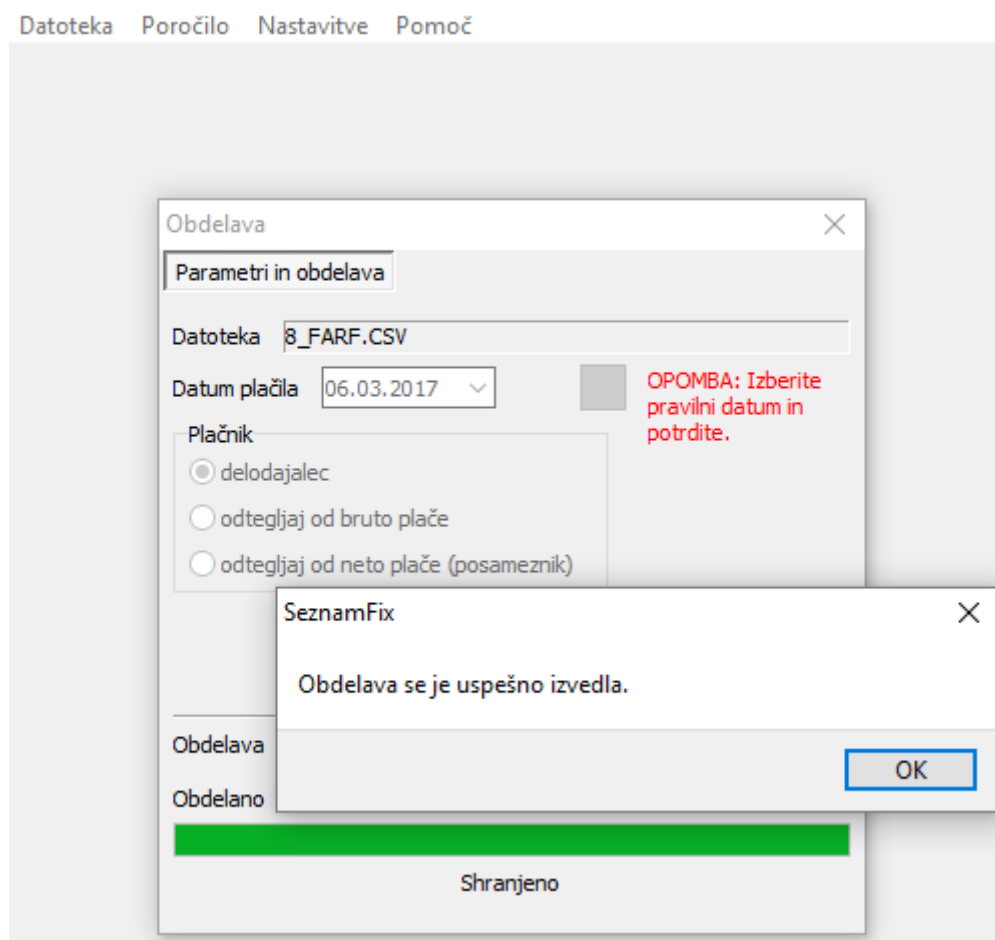 Datoteka Poročilo Nastavitve Pomoč
Obdelava
Parametri in obdelava
Datoteka 8_FARF.CSV
Datum plačila 06.03.2017
OPOMBA: Izberite
pravilni datum in
potrdite.
Plačnik
delodajalec
odtegljaj od bruto plače
odtegljaj od neto plače (posameznik)
SeznamFix
Obdelava se je uspešno izvedla.
OK
Obdelava
Obdelano
Shranjeno